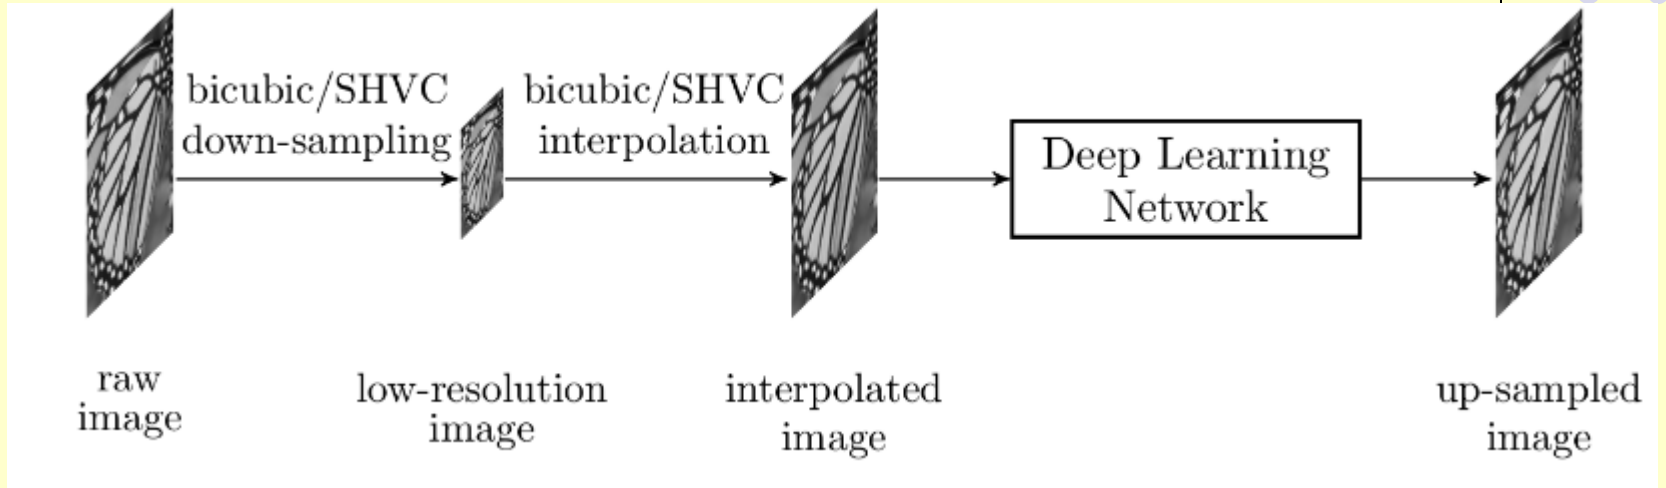 bicubic/SHVC
down-sampling
bicubic/SHVC
interpolation
Deep Learning
Network
raw
image
low-resolution
image
interpolated
image
up-sampled
image